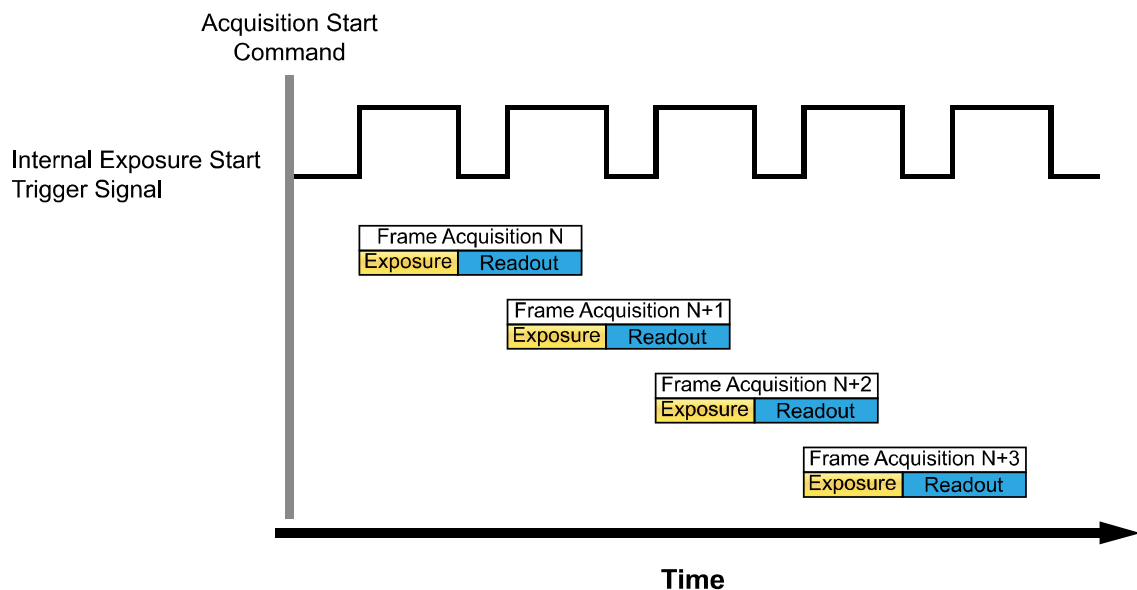 Acquisition Start
Command
Internal Exposure Start
Trigger Signal
Frame Acquisition N
Exposure Readout
Frame Acquisition N+1
Exposure Readout
Frame Acquisition N+2
Exposure Readout
Frame Acquisition N+3
Exposure Readout
Time